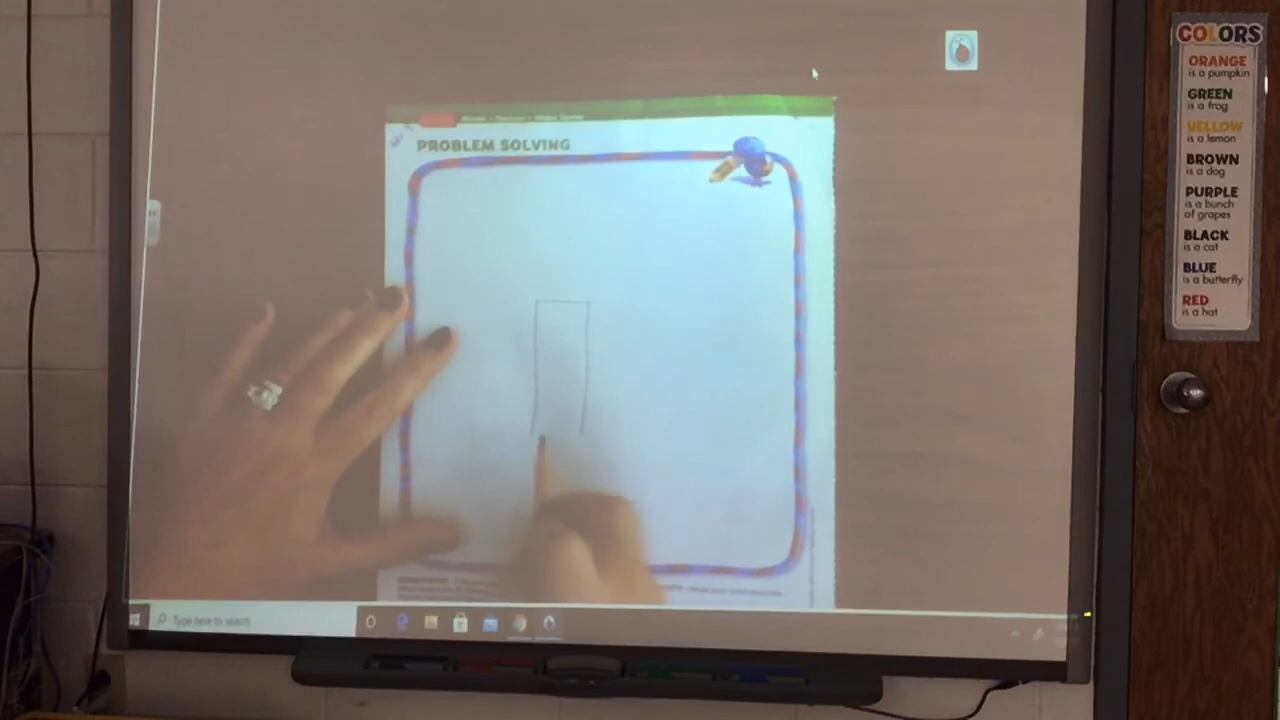 COLORS
ORANGE
is a pumpkin
GREEN
is a frog
YELLOW
is a lemon
BROWN
is a dog
PURPLE
is a bunch
of grapes
BLACK
is a cat
BLUE
is a butterfly
RED
is a hat
PROBLEM SOLVING
Type here to search